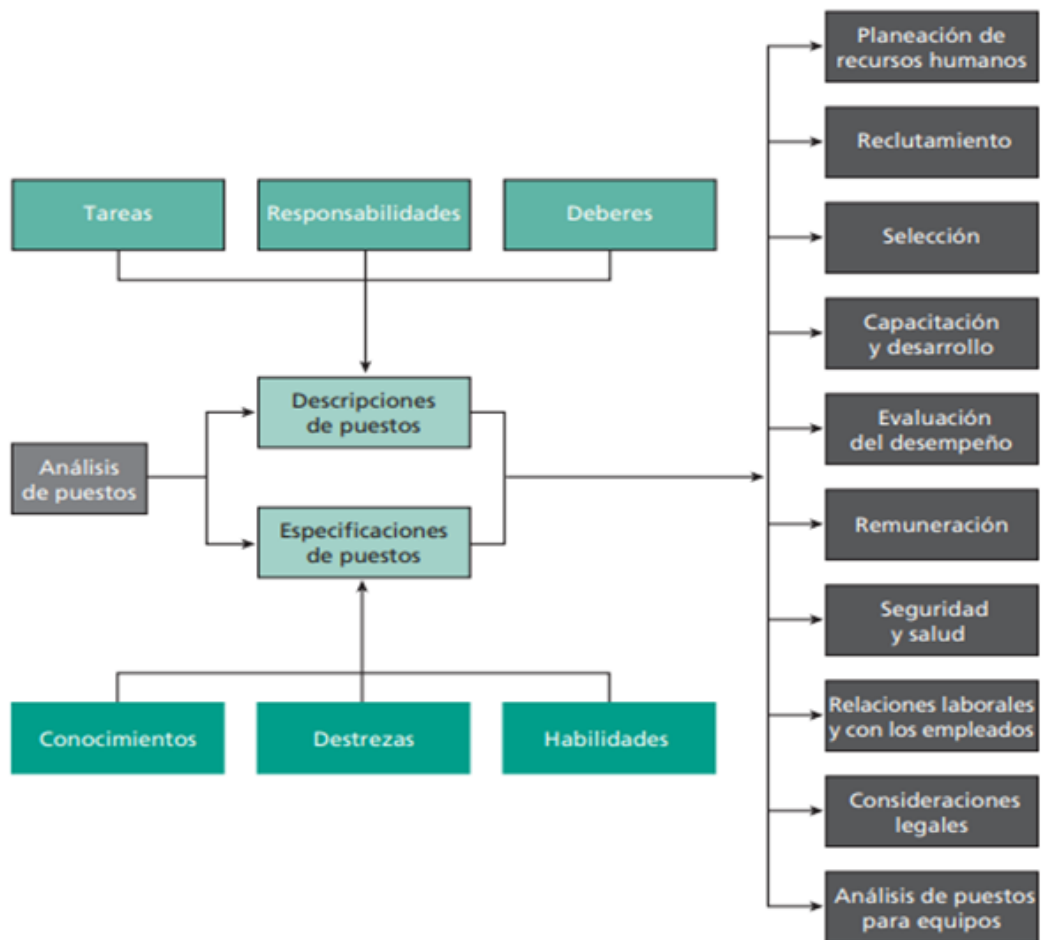 Planeación de
recursos humanos
Reclutamiento
Tareas
Responsabilidades
Deberes
Selección
Capacitación
y desarrollo
Descripciones
de puestos
Evaluación
del desempeño
Análisis
de puestos
Especificaciones
de puestos
Remuneración
Seguridad
y salud
Conocimientos
Destrezas
Habilidades
Relaciones laborales
y con los empleados
Consideraciones
legales
Análisis de puestos
para equipos